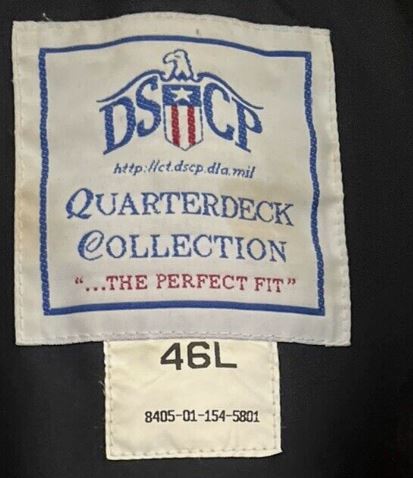 DSCP
http://ct.dscp.dla.mil
QUARTERDECK
COLLECTION
"...THE PERFECT FIT"
46L
8405-01-154-5801